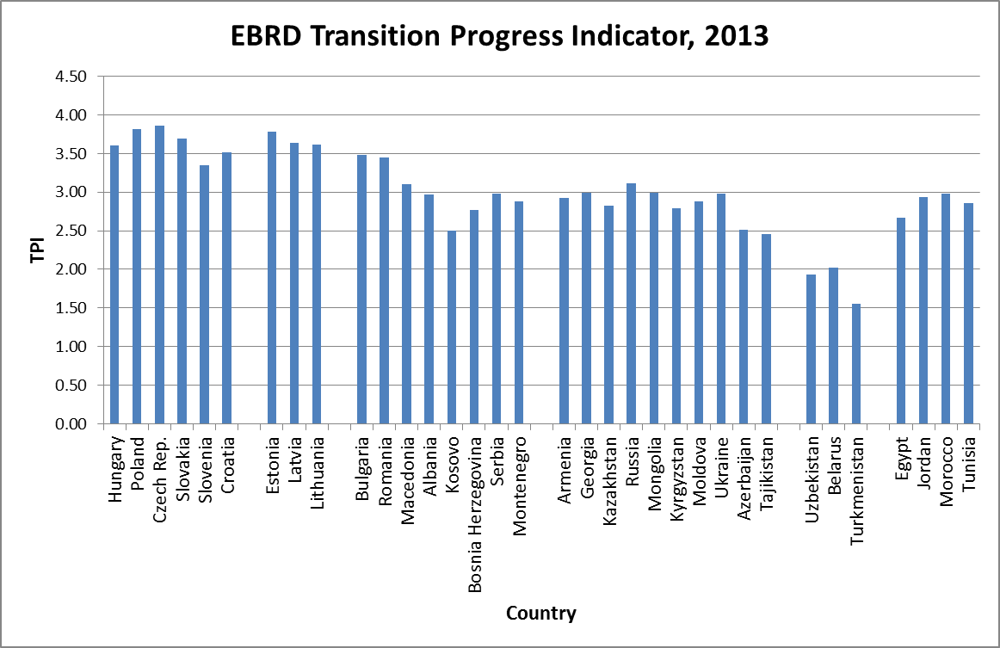 EBRD Transition Progress Indicator, 2013
TPI
4.50
4.00
3.50
3.00
2.50
2.00
1.50
1.00
0.50
0.00
Hungary
Poland
Czech Rep.
Slovakia
Slovenia
Croatia
Estonia
Latvia
Lithuania
Bulgaria
Romania
Macedonia
Albania
Kosovo
Bosnia Herzegovina
Serbia
Montenegro
Armenia
Georgia
Kazakhstan
Russia
Mongolia
Kyrgyzstan
Moldova
Ukraine
Azerbaijan
Tajikistan
Uzbekistan
Belarus
Turkmenistan
Egypt
Jordan
Morocco
Tunisia
Country